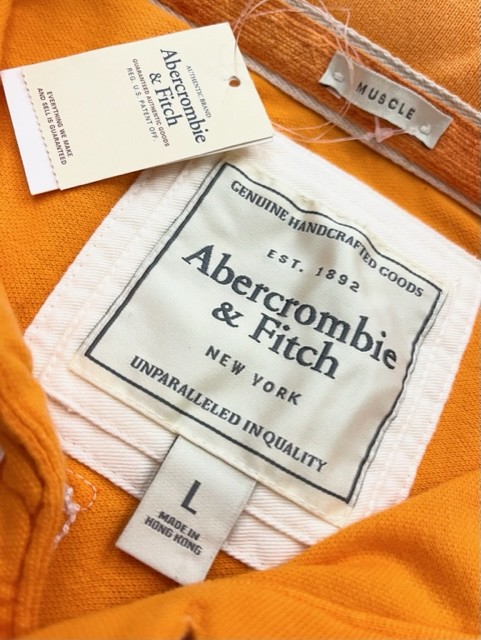 AUTHENTIC BRAND
Abercrombie
& Fitch
GUARANTEED AUTHENTIC GOODS
REG. U.S. PATENT OFF.
EVERYTHING WE MAKE
AND SELL IS GUARANTEED
MUSCLE
GENUINE HANDCRAFTED GOODS
EST. 1892
Abercrombie
& Fitch
NEW YORK
UNPARALLELED IN QUALITY
L
MADE IN
HONG KONG